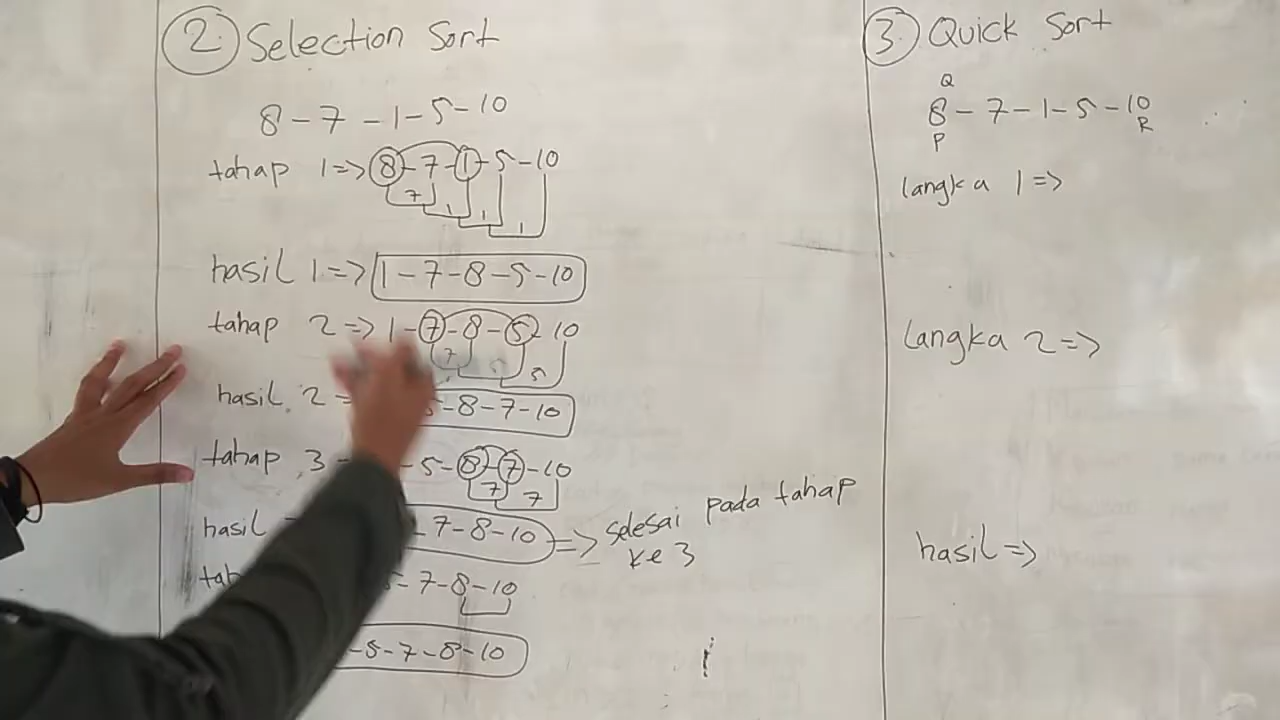 2. Selection Sort
8 - 7 - 1 - 5 - 10
tahap 1 => 8 - 7 - 1 - 5 - 10
7 1 1 1
hasil 1 => 1 - 7 - 8 - 5 - 10
tahap 2 => 1 - 7 - 8 - 5 - 10
7 5 5
hasil 2 = - 8 - 7 - 10
tahap 3 - 5 - 8 - 7 - 10
7 7
hasil - 7 - 8 - 10 => selesai pada tahap
ke 3
- 7 - 8 - 10
- 5 - 7 - 8 - 10
3. Quick Sort
Q
8 - 7 - 1 - 5 - 10
P R
langka 1 =>
langka 2 =>
hasil =>